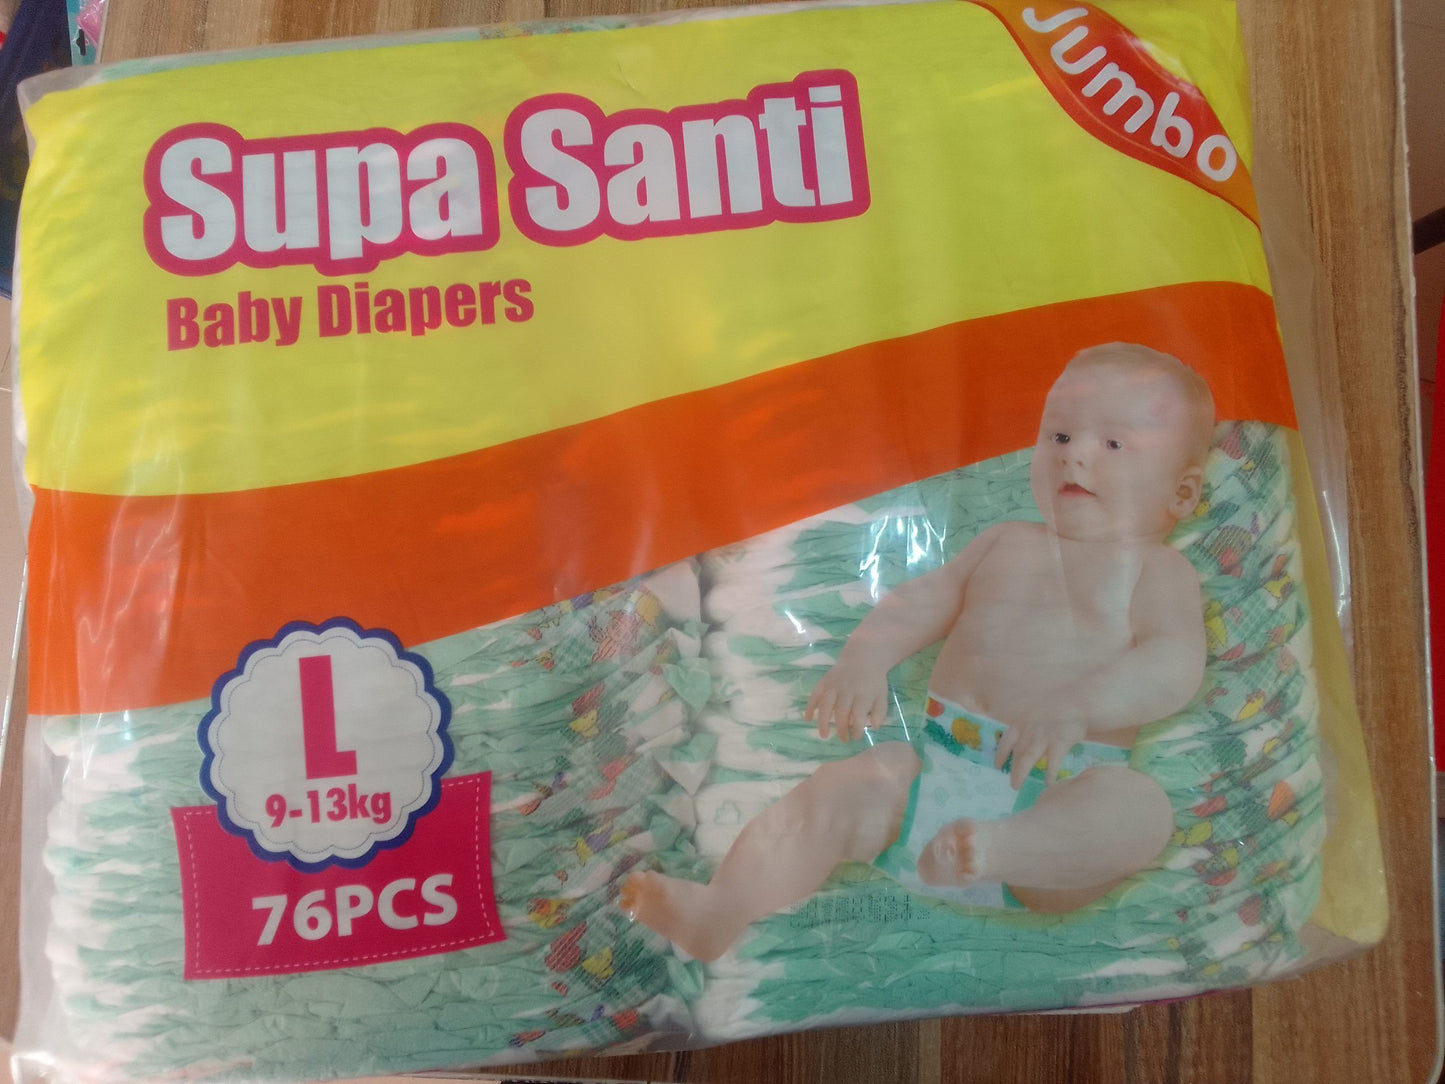 Jumbo
Supa Santi
Baby Diapers
L
9-13kg
76PCS